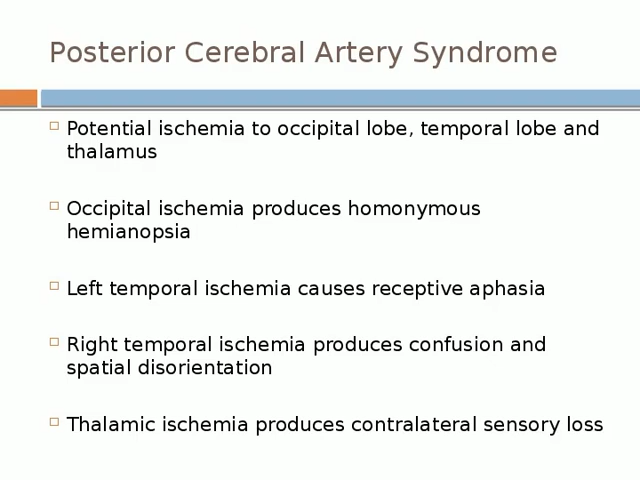 Posterior Cerebral Artery Syndrome
Potential ischemia to occipital lobe, temporal lobe and
thalamus
Occipital ischemia produces homonymous
hemianopsia
Left temporal ischemia causes receptive aphasia
Right temporal ischemia produces confusion and
spatial disorientation
Thalamic ischemia produces contralateral sensory loss